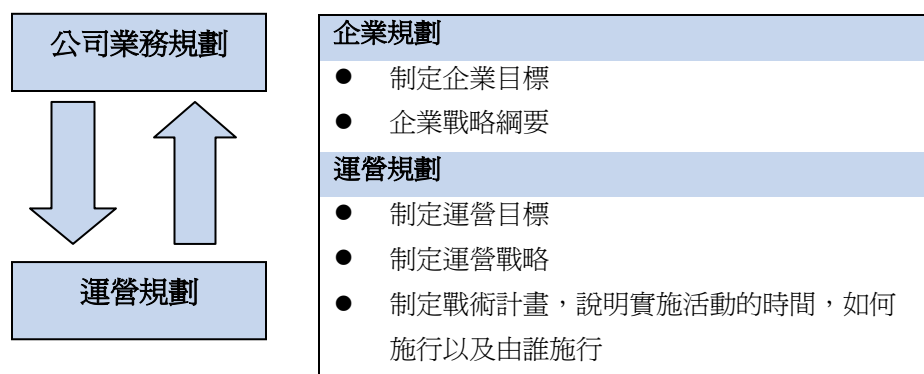 公司業務規劃
運營規劃
企業規劃
● 制定企業目標
● 企業戰略綱要
運營規劃
● 制定運營目標
● 制定運營戰略
● 制定戰術計畫，說明實施活動的時間，如何
施行以及由誰施行